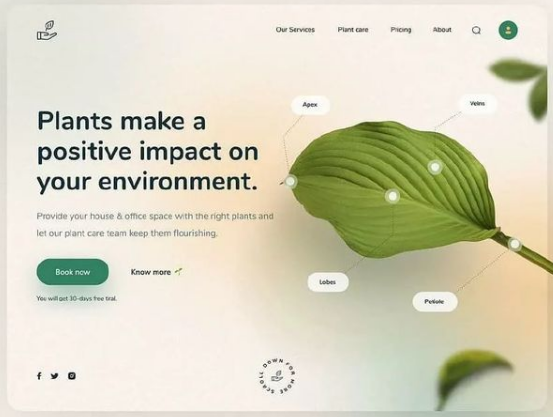 Our Services Plant care Pricing About
Apex
Veins
Plants make a
positive impact on
your environment.
Provide your house & office space with the right plants and
let our plant care team keep them flourishing.
Book now Know more
You will get 30-days free trial.
Lobes
Petiole
SCROLL DOWN FOR MORE